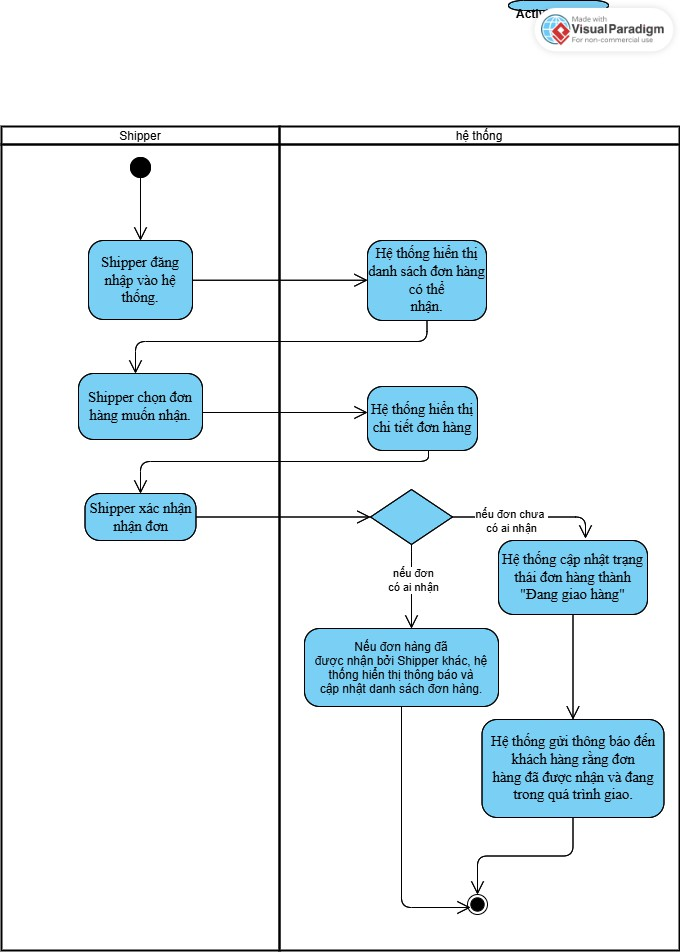 Made with
VisualParadigm
For non-commercial use
Shipper
hệ thống
Shipper đăng
nhập vào hệ
thống.
Hệ thống hiển thị
danh sách đơn hàng
có thể
nhận.
Shipper chọn đơn
hàng muốn nhận.
Hệ thống hiển thị
chi tiết đơn hàng
Shipper xác nhận
nhận đơn
nếu đơn chưa
có ai nhận
nếu đơn
có ai nhận
Hệ thống cập nhật trạng
thái đơn hàng thành
"Đang giao hàng"
Nếu đơn hàng đã
được nhận bởi Shipper khác, hệ
thống hiển thị thông báo và
cập nhật danh sách đơn hàng.
Hệ thống gửi thông báo đến
khách hàng rằng đơn
hàng đã được nhận và đang
trong quá trình giao.